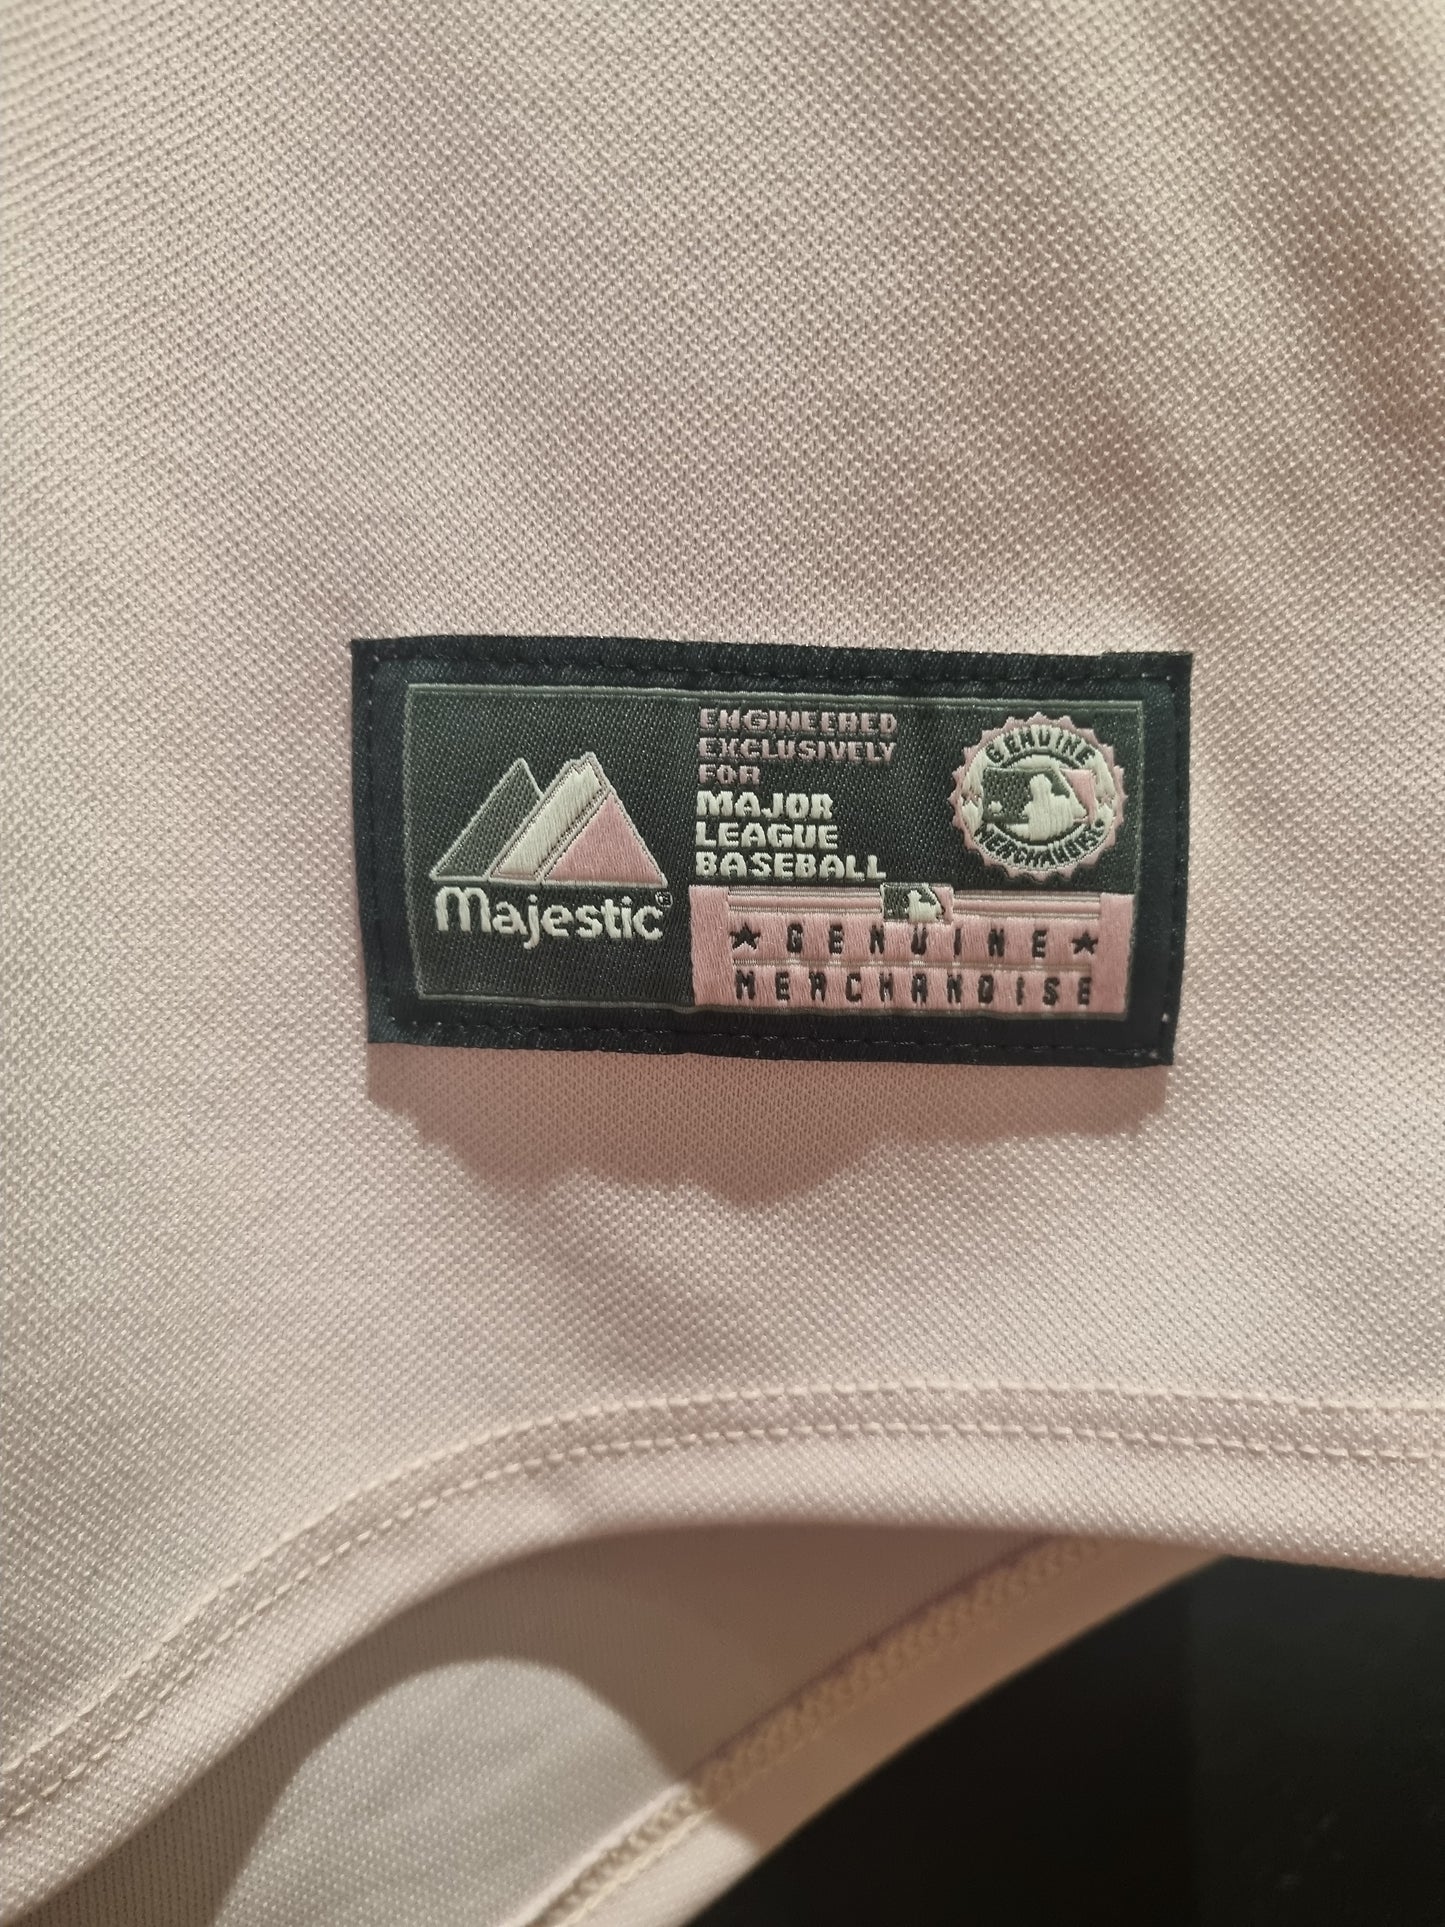 Majestic®
ENGINEERED
EXCLUSIVELY
FOR
MAJOR
LEAGUE
BASEBALL
GENUINE
MERCHANDISE
★ GENUINE ★
MERCHANDISE